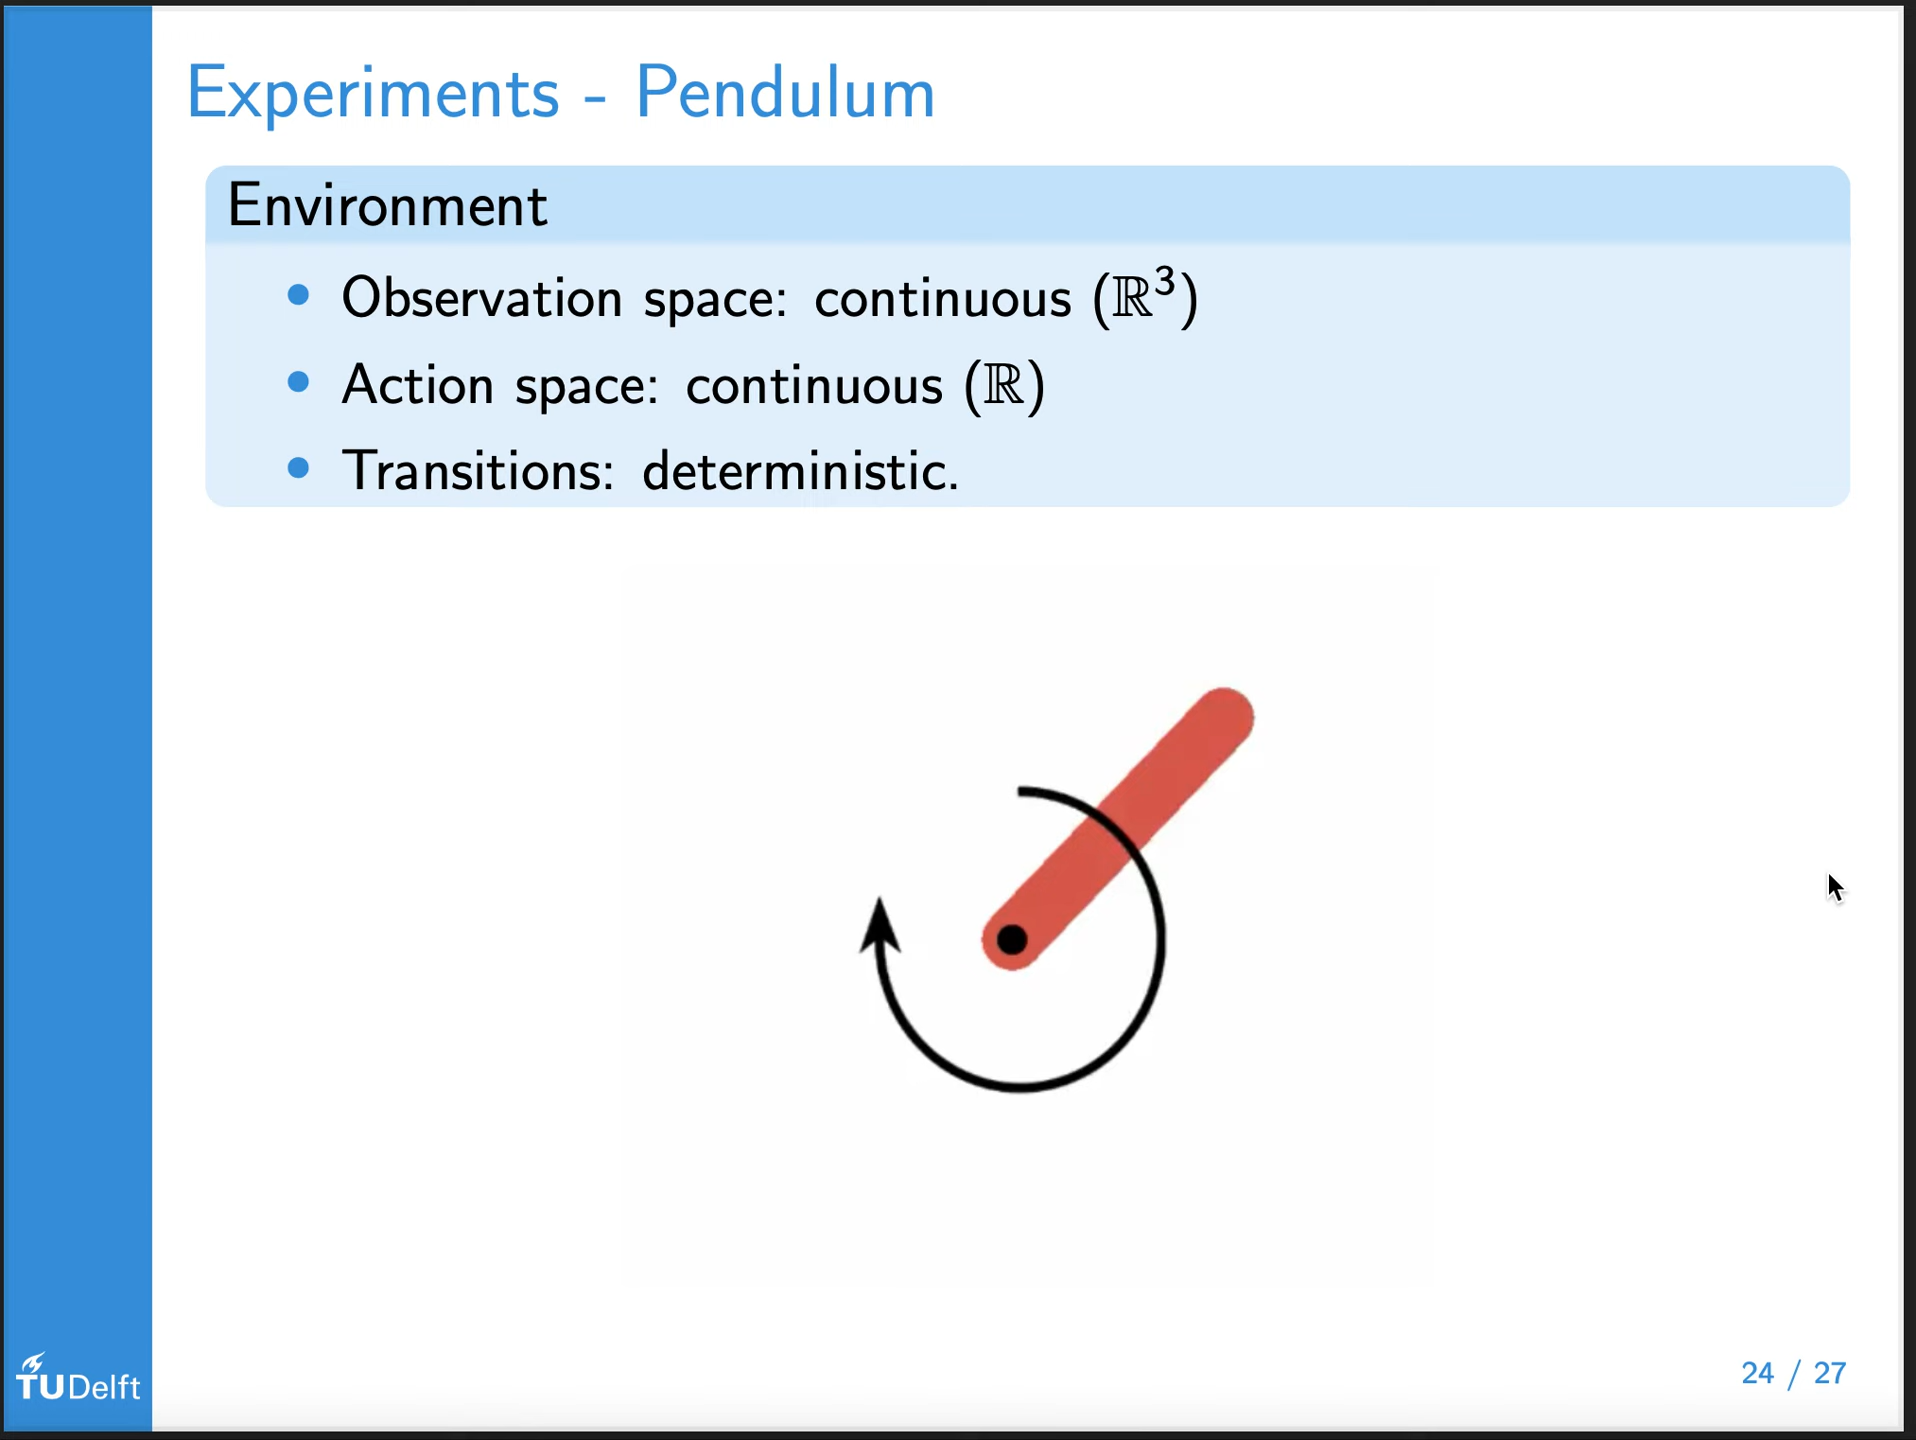 Experiments - Pendulum
Environment
• Observation space: continuous (ℝ³)
• Action space: continuous (ℝ)
• Transitions: deterministic.
TUDelft
24 / 27